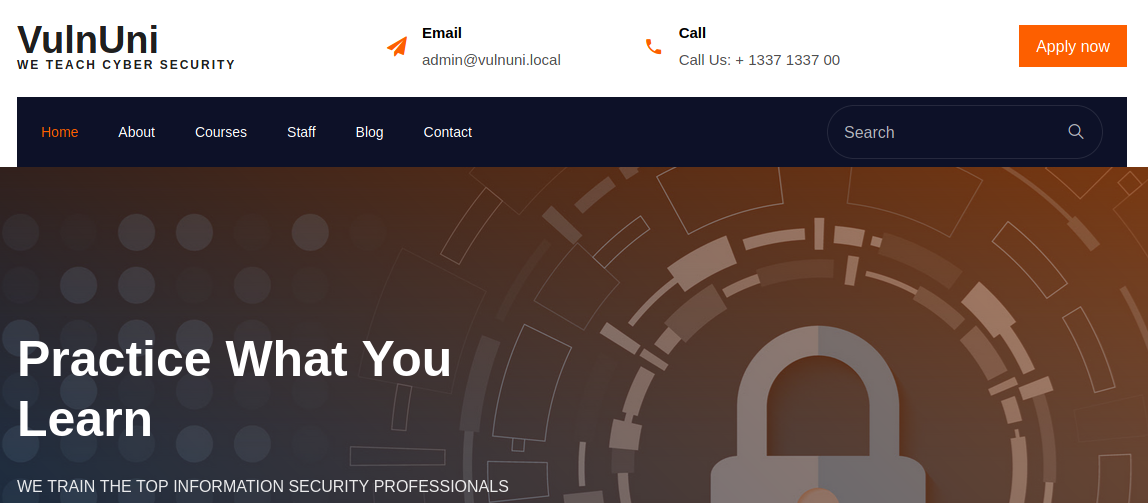 VulnUni
WE TEACH CYBER SECURITY
Email
admin@vulnuni.local
Call
Call Us: + 1337 1337 00
Apply now
Home About Courses Staff Blog Contact Search
Practice What You
Learn
WE TRAIN THE TOP INFORMATION SECURITY PROFESSIONALS